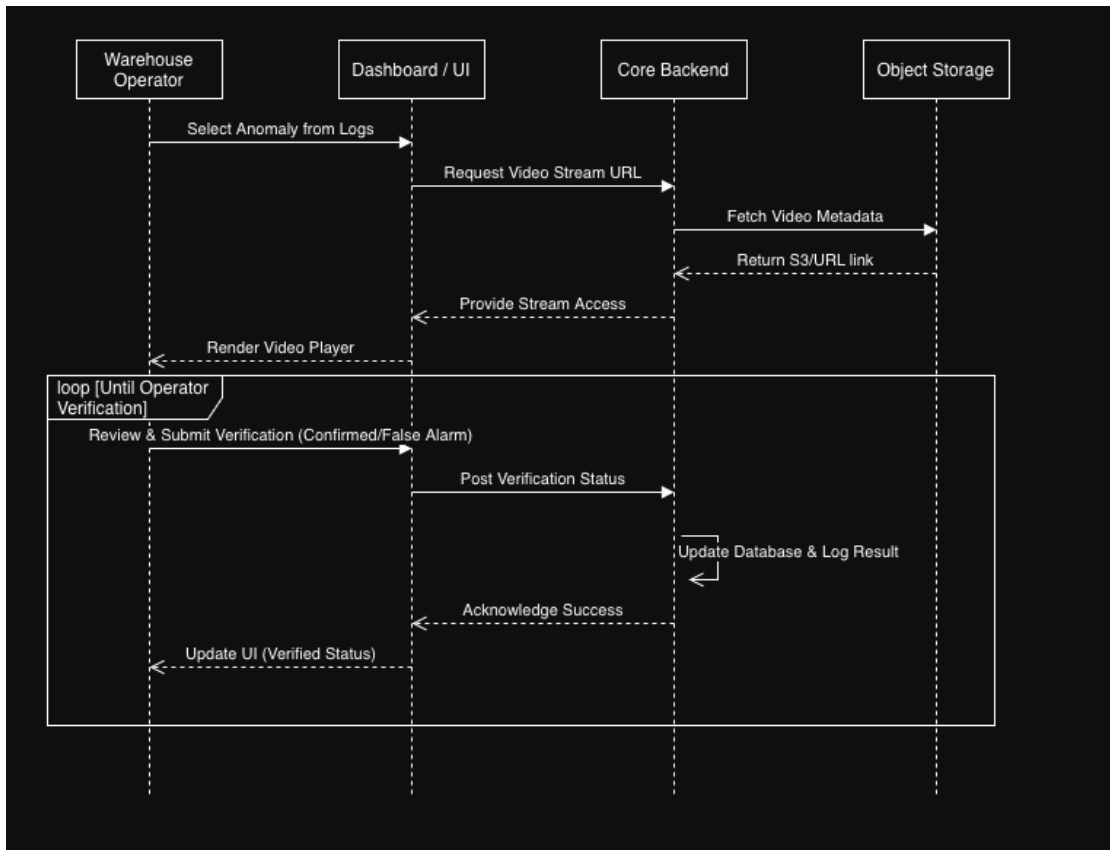 Warehouse
Operator
Dashboard / UI
Core Backend
Object Storage
Select Anomaly from Logs
Request Video Stream URL
Fetch Video Metadata
Return S3/URL link
Provide Stream Access
Render Video Player
loop [Until Operator
Verification]
Review & Submit Verification (Confirmed/False Alarm)
Post Verification Status
Update Database & Log Result
Acknowledge Success
Update UI (Verified Status)